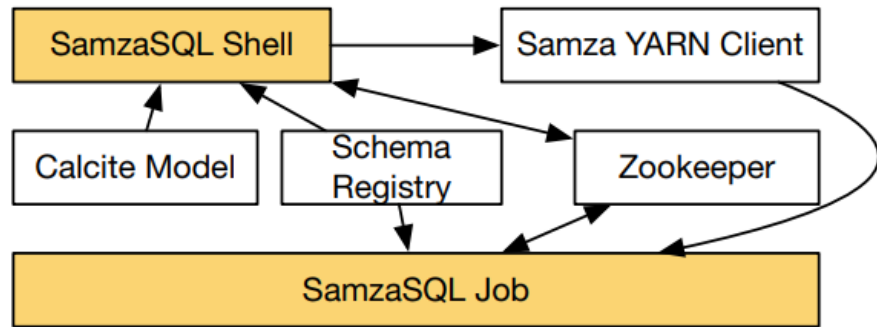 SamzaSQL Shell
Samza YARN Client
Calcite Model
Schema
Registry
Zookeeper
SamzaSQL Job